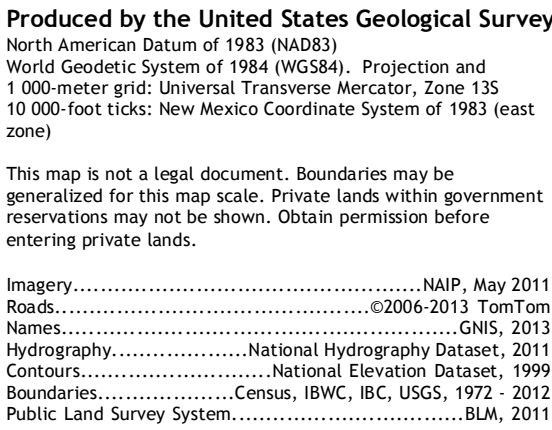 Produced by the United States Geological Survey
North American Datum of 1983 (NAD83)
World Geodetic System of 1984 (WGS84).  Projection and
1 000-meter grid: Universal Transverse Mercator, Zone 13S
10 000-foot ticks: New Mexico Coordinate System of 1983 (east
zone)
This map is not a legal document. Boundaries may be
generalized for this map scale. Private lands within government
reservations may not be shown. Obtain permission before
entering private lands.
Imagery....................................................NAIP, May 2011
Roads..................................................©2006-2013 TomTom
Names...........................................................GNIS, 2013
Hydrography....................National Hydrography Dataset, 2011
Contours............................National Elevation Dataset, 1999
Boundaries....................Census, IBWC, IBC, USGS, 1972 - 2012
Public Land Survey System..................................BLM, 2011